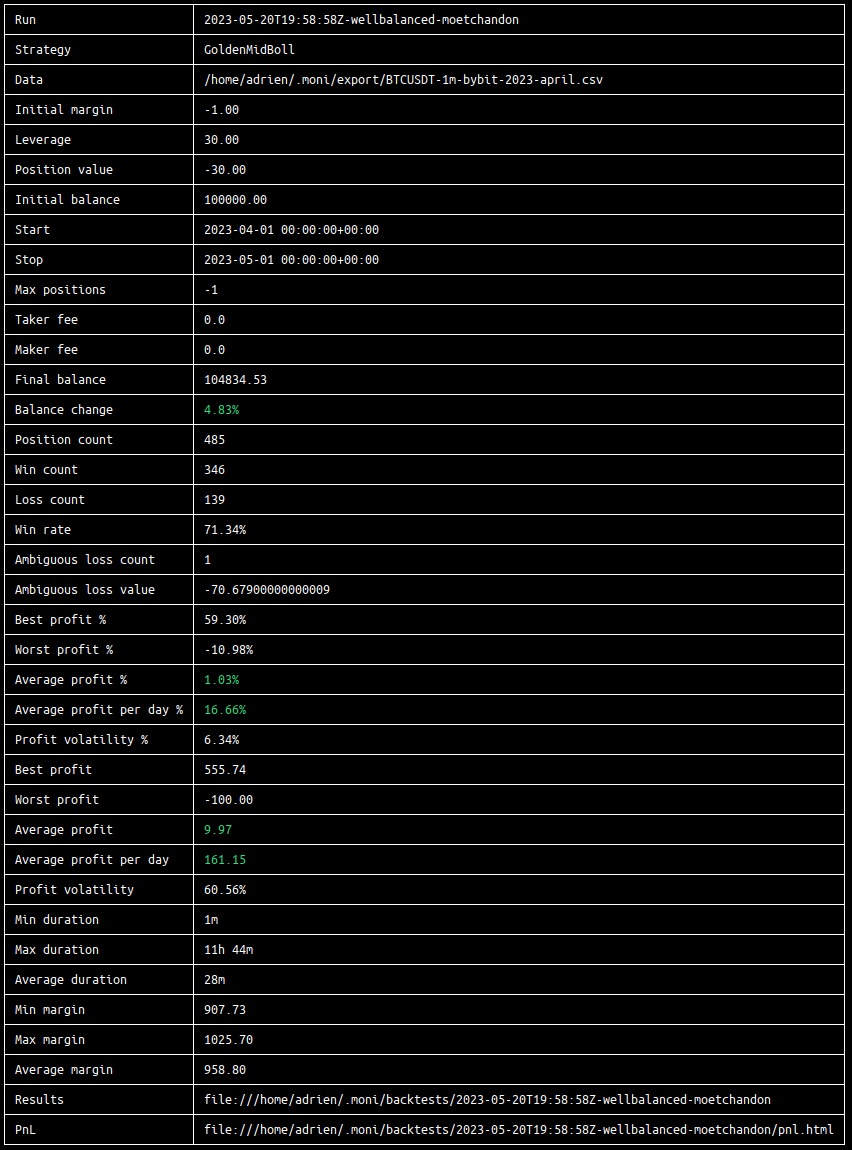 Run 2023-05-20T19:58:58Z-wellbalanced-moetchandon
Strategy GoldenMidBoll
Data /home/adrien/.moni/export/BTCUSDT-1m-bybit-2023-april.csv
Initial margin -1.00
Leverage 30.00
Position value -30.00
Initial balance 100000.00
Start 2023-04-01 00:00:00+00:00
Stop 2023-05-01 00:00:00+00:00
Max positions -1
Taker fee 0.0
Maker fee 0.0
Final balance 104834.53
Balance change 4.83%
Position count 485
Win count 346
Loss count 139
Win rate 71.34%
Ambiguous loss count 1
Ambiguous loss value -70.67900000000009
Best profit % 59.30%
Worst profit % -10.98%
Average profit % 1.03%
Average profit per day % 16.66%
Profit volatility % 6.34%
Best profit 555.74
Worst profit -100.00
Average profit 9.97
Average profit per day 161.15
Profit volatility 60.56%
Min duration 1m
Max duration 11h 44m
Average duration 28m
Min margin 907.73
Max margin 1025.70
Average margin 958.80
Results file:///home/adrien/.moni/backtests/2023-05-20T19:58:58Z-wellbalanced-moetchandon
PnL file:///home/adrien/.moni/backtests/2023-05-20T19:58:58Z-wellbalanced-moetchandon/pnl.html